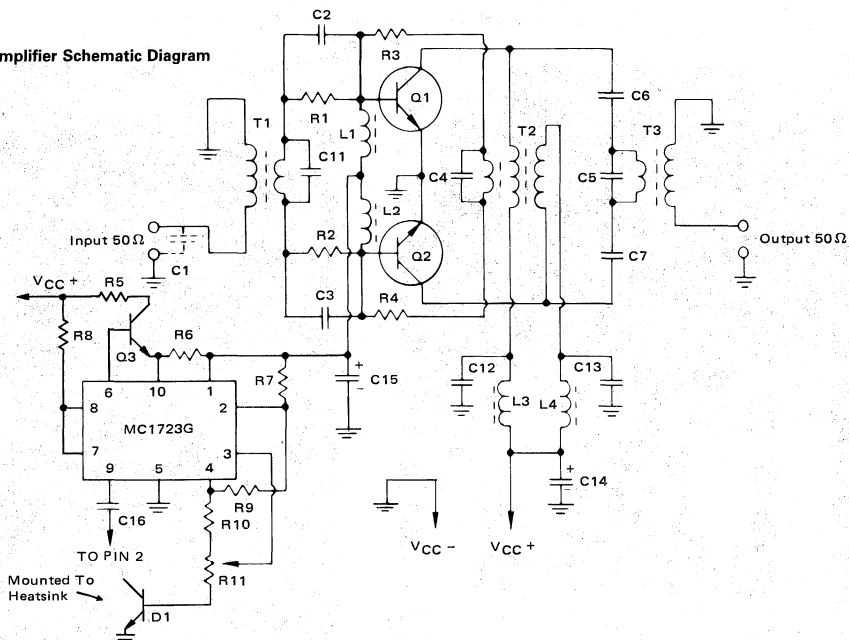 mplifier Schematic Diagram
C2
R3
Q1
C6
R1
T1
L1
T2
T3
C11
C4
C5
L2
R2
Q2
Input 50Ω
Output 50Ω
C7
C1
VCC +
R5
C3
R4
R8
R6
Q3
R7
C12
C13
C15
6
10
1
8
2
L3
L4
MC1723G
7
3
9
5
4
C14
R9
C16
R10
VCC -
VCC +
TO PIN 2
R11
Mounted To
Heatsink
D1
+
-
+
-